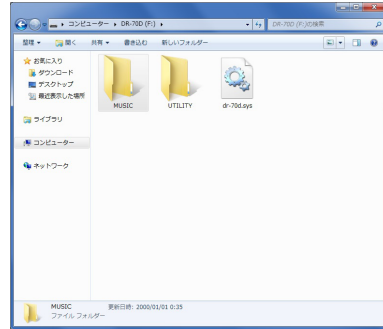 コンピューター ▸ DR-70D (F:) ▸
DR-70D (F:)の検索
整理 ▼ 開く 共有 ▼ 書き込む 新しいフォルダー
お気に入り
ダウンロード
デスクトップ
最近表示した場所
ライブラリ
コンピューター
ネットワーク
MUSIC
UTILITY
dr-70d.sys
MUSIC 更新日時: 2000/01/01 0:35
ファイル フォルダー